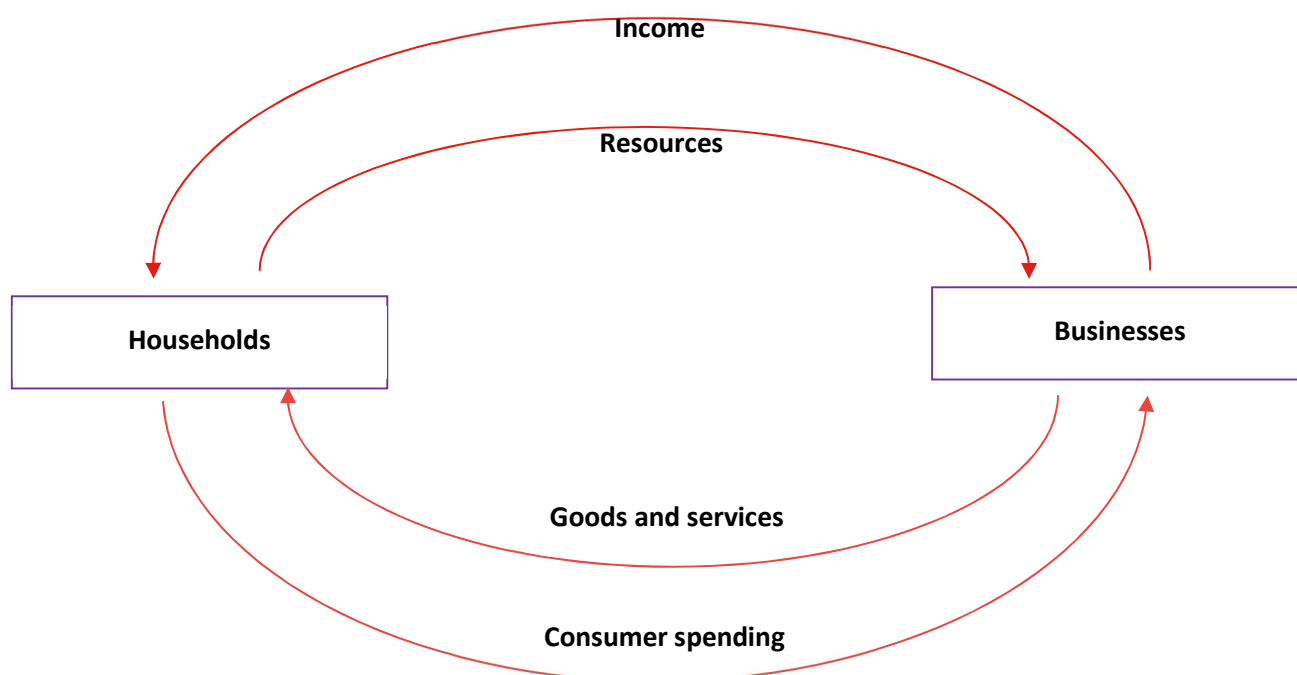 Income
Resources
Households
Businesses
Goods and services
Consumer spending